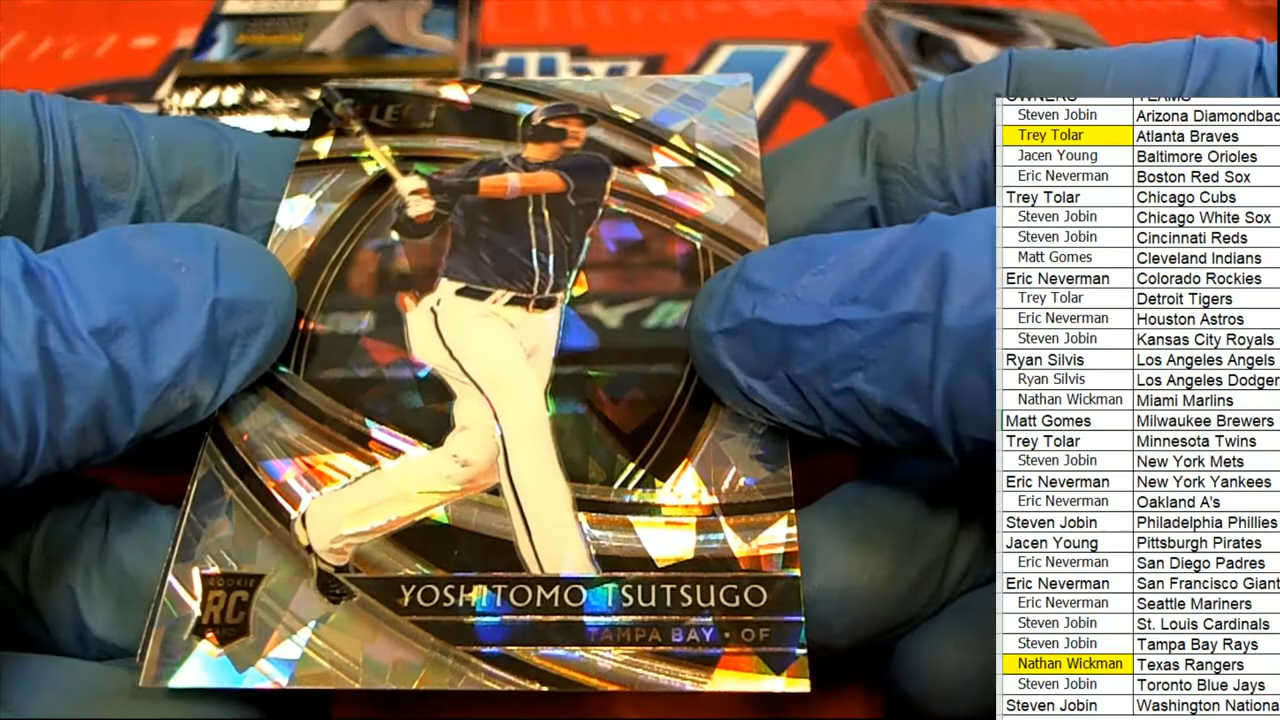 SELECT
ROOKIE
RC
CARD
YOSHITOMO TSUTSUGO
TAMPA BAY • OF
OWNERS TEAMS
Steven Jobin Arizona Diamondbac
Trey Tolar Atlanta Braves
Jacen Young Baltimore Orioles
Eric Neverman Boston Red Sox
Trey Tolar Chicago Cubs
Steven Jobin Chicago White Sox
Steven Jobin Cincinnati Reds
Matt Gomes Cleveland Indians
Eric Neverman Colorado Rockies
Trey Tolar Detroit Tigers
Eric Neverman Houston Astros
Steven Jobin Kansas City Royals
Ryan Silvis Los Angeles Angels
Ryan Silvis Los Angeles Dodger
Nathan Wickman Miami Marlins
Matt Gomes Milwaukee Brewers
Trey Tolar Minnesota Twins
Steven Jobin New York Mets
Eric Neverman New York Yankees
Eric Neverman Oakland A's
Steven Jobin Philadelphia Phillies
Jacen Young Pittsburgh Pirates
Eric Neverman San Diego Padres
Eric Neverman San Francisco Giant
Eric Neverman Seattle Mariners
Steven Jobin St. Louis Cardinals
Steven Jobin Tampa Bay Rays
Nathan Wickman Texas Rangers
Steven Jobin Toronto Blue Jays
Steven Jobin Washington Nationa